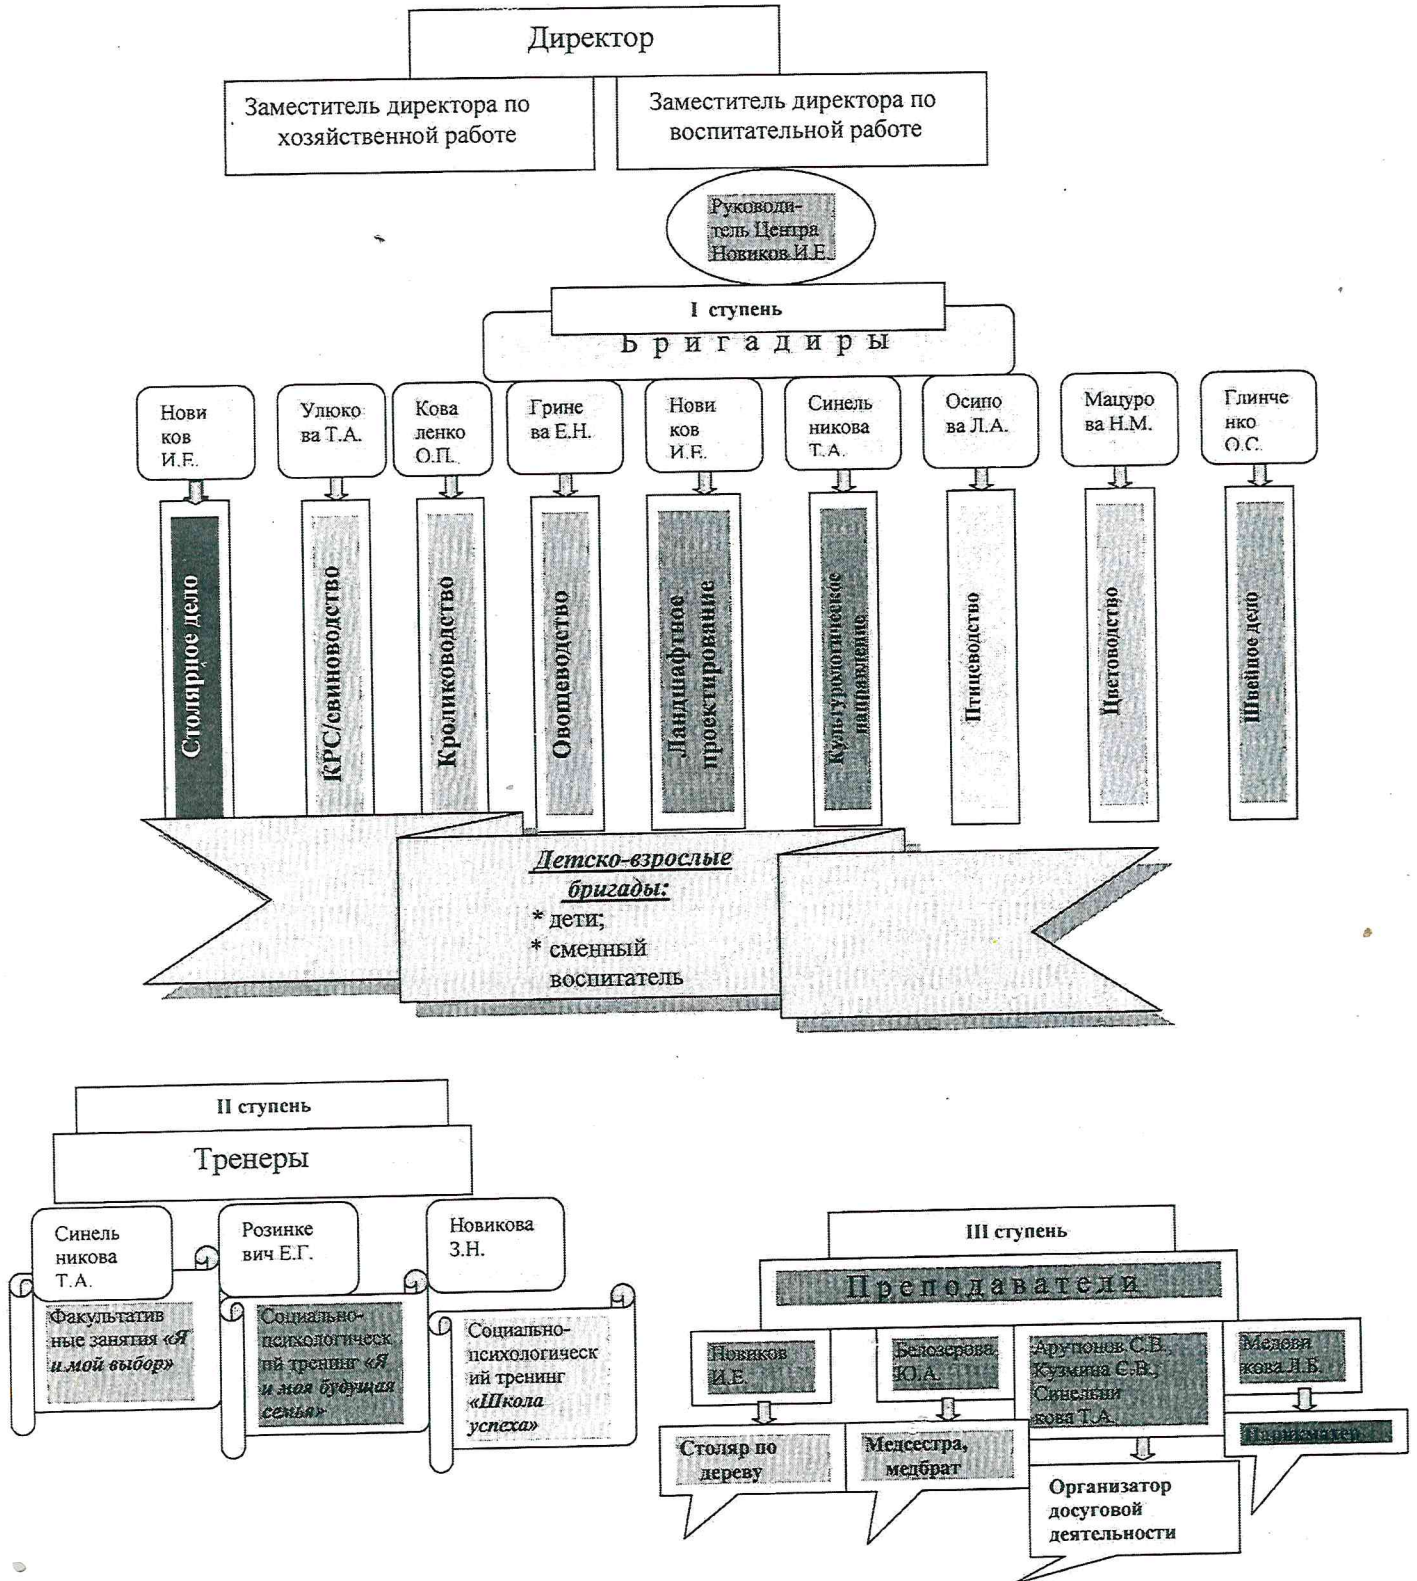 Директор
Заместитель директора по
хозяйственной работе
Заместитель директора по
воспитательной работе
Руководи-
тель Центра
Новиков И.Е.
I ступень
Бригадиры
Нови
ков
И.Е.
Улюко
ва Т.А.
Кова
ленко
О.П.
Грине
ва Е.Н.
Нови
ков
И.Е.
Синель
никова
Т.А.
Осипо
ва Л.А.
Мацуро
ва Н.М.
Глинче
нко
О.С.
Столярное дело
КРС/свиноводство
Кролиководство
Овощеводство
Ландшафтное
проектирование
Культурологическое
направление
Птицеводство
Цветоводство
Швейное дело
Детско-взрослые
бригады:
* дети;
* сменный
воспитатель
II ступень
Тренеры
Синель
никова
Т.А.
Розинке
вич Е.Г.
Новикова
З.Н.
Факультатив
ные занятия «Я
и мой выбор»
Социально-
психологическ
ий тренинг «Я
и моя будущая
семья»
Социально-
психологическ
ий тренинг
«Школа
успеха»
III ступень
Преподаватели
Новиков
И.Е.
Белозерова
Ю.А.
Арупонов С.В.,
Кузмина С.В.,
Синельни
кова Т.А.
Медови
кова Л.Б.
Столяр по
дереву
Медсестра,
медбрат
Организатор
досуговой
деятельности
Парикмахер